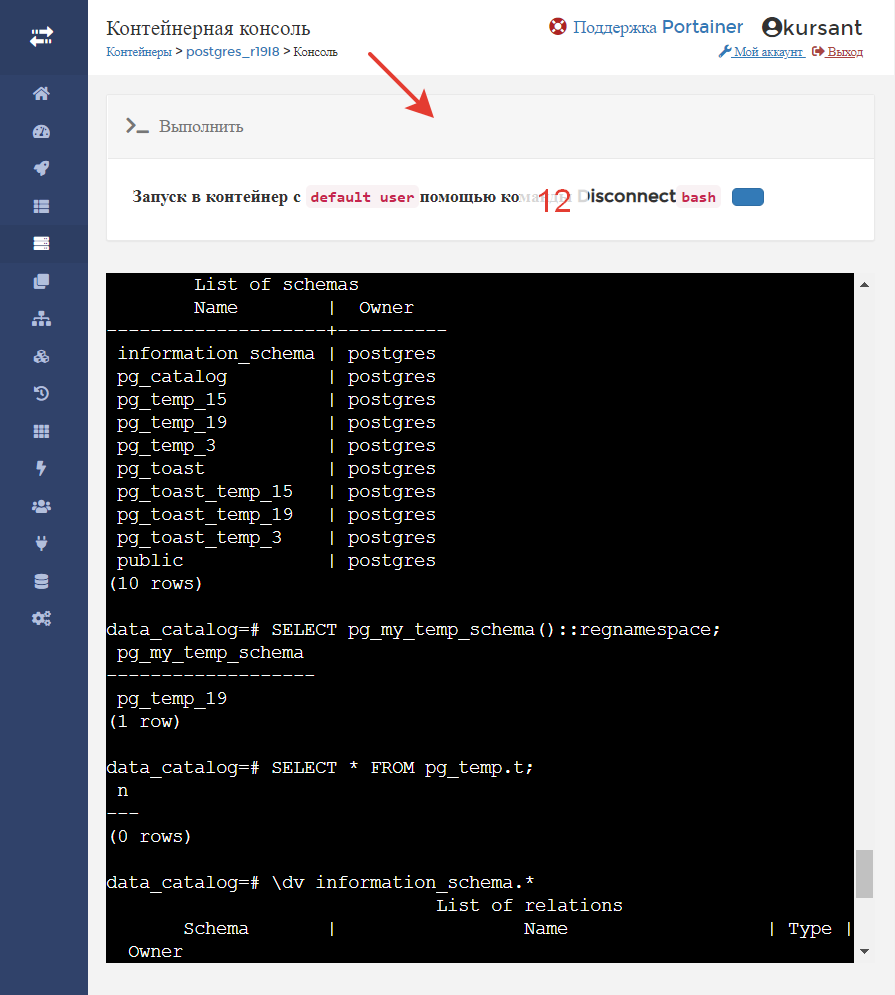 Контейнерная консоль
Поддержка Portainer
kursant
Контейнеры > postgres_r19l8 > Консоль
Мой аккаунт
Выход
>_ Выполнить
Запуск в контейнер с default user помощью команды Disconnect bash
12
List of schemas
Name | Owner
--------------------+----------
information_schema | postgres
pg_catalog | postgres
pg_temp_15 | postgres
pg_temp_19 | postgres
pg_temp_3 | postgres
pg_toast | postgres
pg_toast_temp_15 | postgres
pg_toast_temp_19 | postgres
pg_toast_temp_3 | postgres
public | postgres
(10 rows)
data_catalog=# SELECT pg_my_temp_schema()::regnamespace;
pg_my_temp_schema
-------------------
pg_temp_19
(1 row)
data_catalog=# SELECT * FROM pg_temp.t;
n
---
(0 rows)
data_catalog=# \dv information_schema.*
List of relations
Schema | Name | Type |
Owner